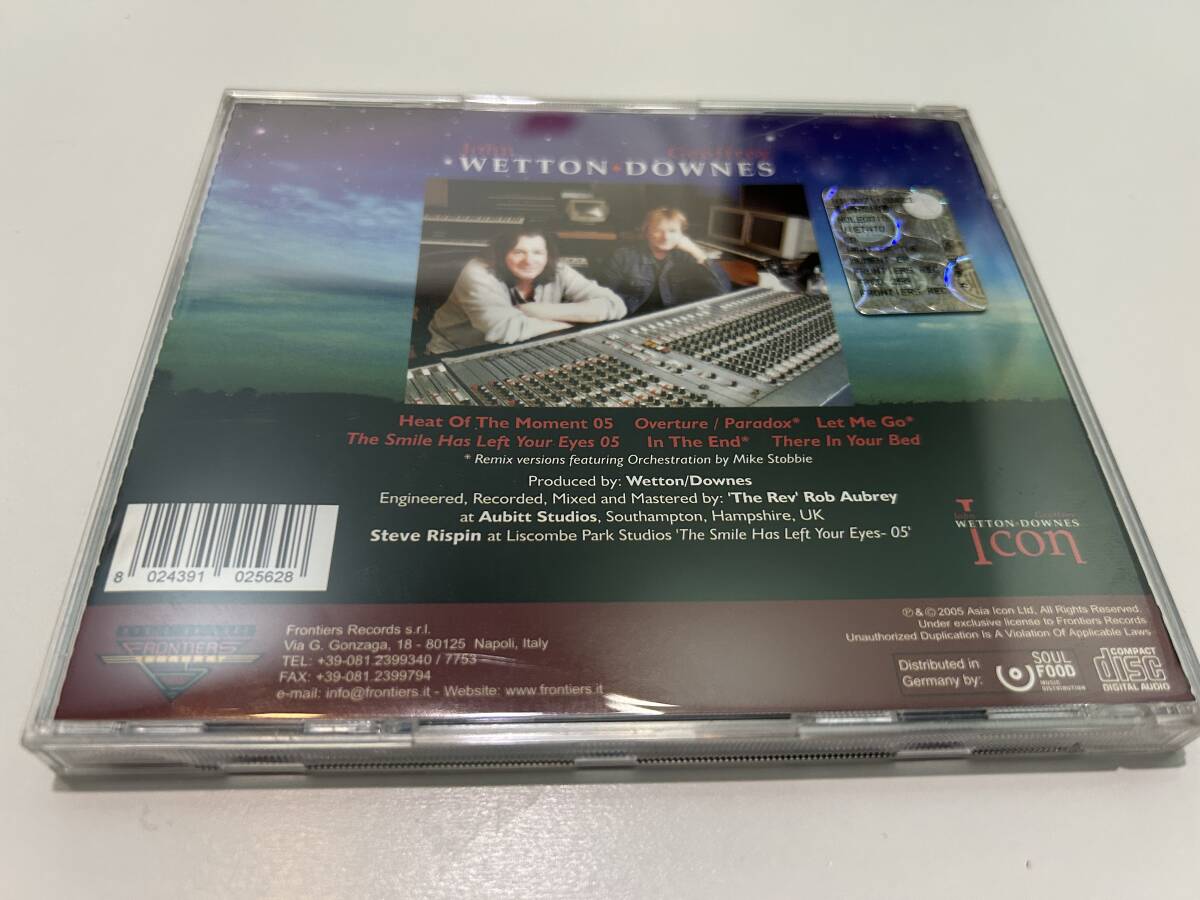 John Geoffrey
WETTON DOWNES
VIETATO
FRONTIERS REC
Heat Of The Moment 05 Overture / Paradox* Let Me Go*
The Smile Has Left Your Eyes 05 In The End* There In Your Bed
* Remix versions featuring Orchestration by Mike Stobbie
Produced by: Wetton/Downes
Engineered, Recorded, Mixed and Mastered by: 'The Rev' Rob Aubrey
at Aubitt Studios, Southampton, Hampshire, UK
Steve Rispin at Liscombe Park Studios 'The Smile Has Left Your Eyes- 05'
John Geoffrey
WETTON DOWNES
Icon
8 024391 025628
FRONTIERS
Frontiers Records s.r.l.
Via G. Gonzaga, 18 - 80125 Napoli, Italy
TEL: +39-081.2399340 / 7753
FAX: +39-081.2399794
e-mail: info@frontiers.it - Website: www.frontiers.it
℗ & © 2005 Asia Icon Ltd. All Rights Reserved.
Under exclusive license to Frontiers Records
Unauthorized Duplication Is A Violation Of Applicable Laws
Distributed in
Germany by:
SOUL
FOOD
MUSIC
DISTRIBUTION
COMPACT
disc
DIGITAL AUDIO